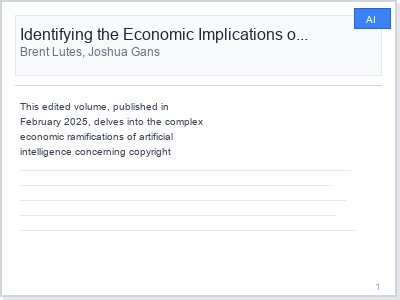 AI
Identifying the Economic Implications o...
Brent Lutes, Joshua Gans
This edited volume, published in
February 2025, delves into the complex
economic ramifications of artificial
intelligence concerning copyright
1